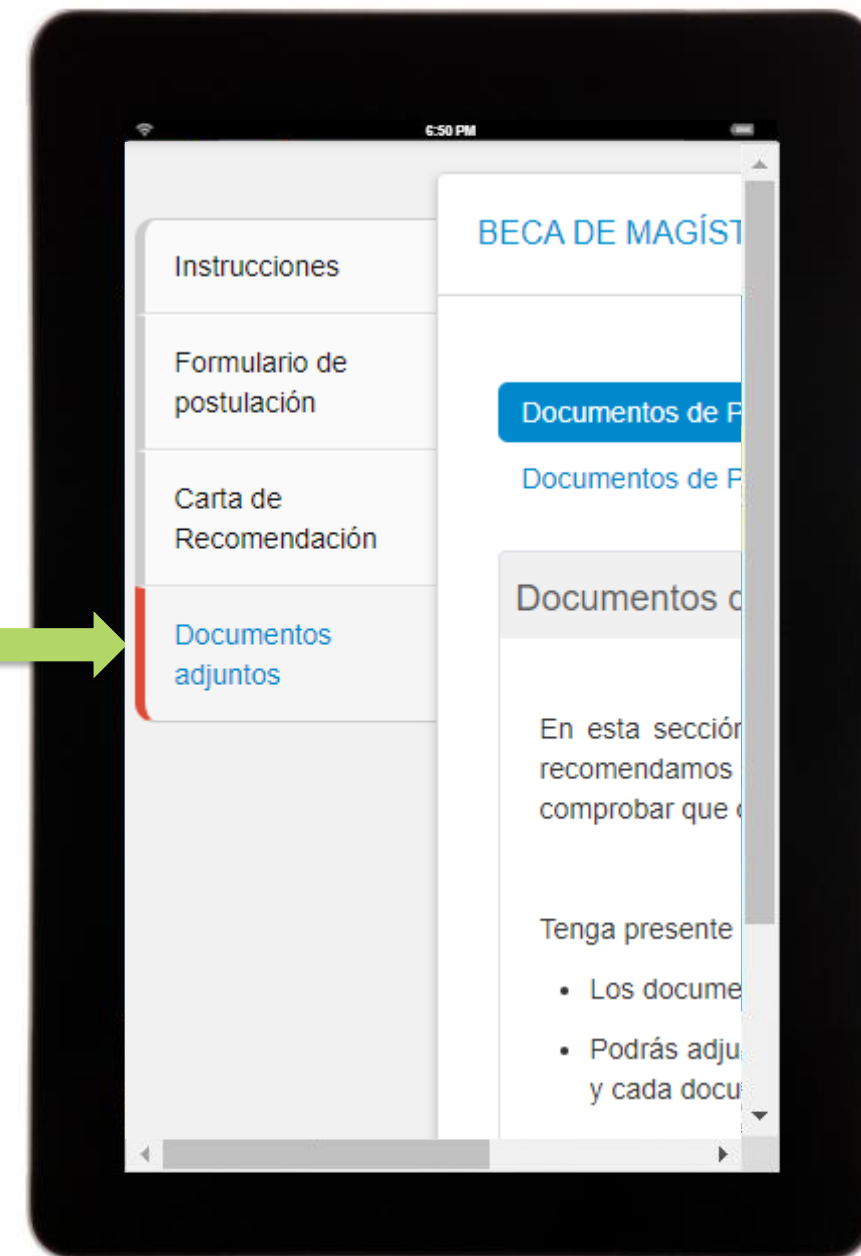 6:50 PM
Instrucciones
Formulario de
postulación
Carta de
Recomendación
Documentos
adjuntos
BECA DE MAGÍST
Documentos de P
Documentos de P
Documentos d
En esta sección
recomendamos
comprobar que
Tenga presente
• Los docume
• Podrás adju
y cada docu